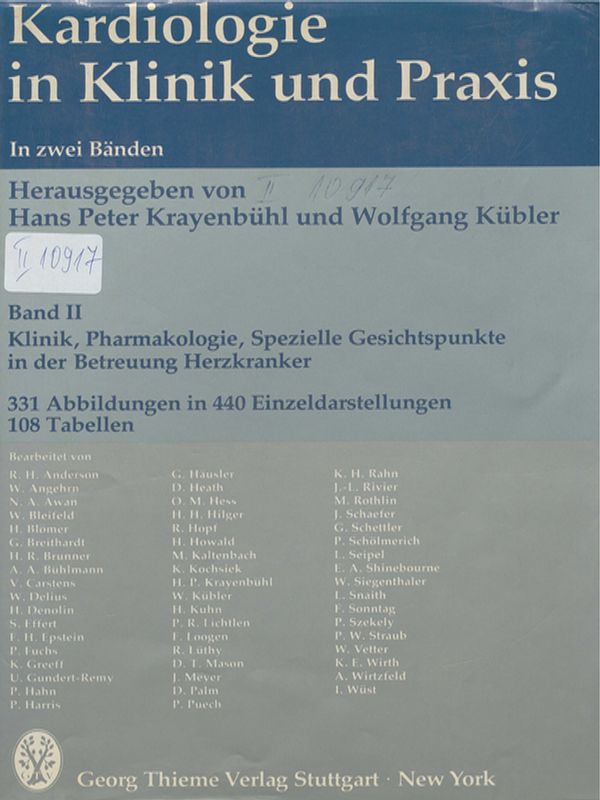 Kardiologie
in Klinik und Praxis
In zwei Bänden
Herausgegeben von II 10917
Hans Peter Krayenbühl und Wolfgang Kübler
II 10917
Band II
Klinik, Pharmakologie, Spezielle Gesichtspunkte
in der Betreuung Herzkranker
331 Abbildungen in 440 Einzeldarstellungen
108 Tabellen
Bearbeitet von
R. H. Anderson
W. Angehrn
N. A. Awan
W. Bleifeld
H. Blömer
G. Breithardt
H. R. Brunner
A. A. Bühlmann
V. Carstens
W. Delius
H. Denolin
S. Effert
F. H. Epstein
P. Fuchs
K. Greeff
U. Gundert-Remy
P. Hahn
P. Harris
G. Häusler
D. Heath
O. M. Hess
H. H. Hilger
R. Hopf
H. Howald
M. Kaltenbach
K. Kochsiek
H. P. Krayenbühl
W. Kübler
H. Kuhn
P. R. Lichtlen
F. Loogen
R. Lüthy
D. T. Mason
J. Meyer
D. Palm
P. Puech
K. H. Rahn
J.-L. Rivier
M. Rothlin
J. Schaefer
G. Schettler
P. Schölmerich
L. Seipel
E. A. Shinebourne
W. Siegenthaler
L. Snaith
F. Sonntag
P. Szekely
P. W. Straub
W. Vetter
K. E. Wirth
A. Wirtzfeld
I. Wüst
Georg Thieme Verlag Stuttgart · New York